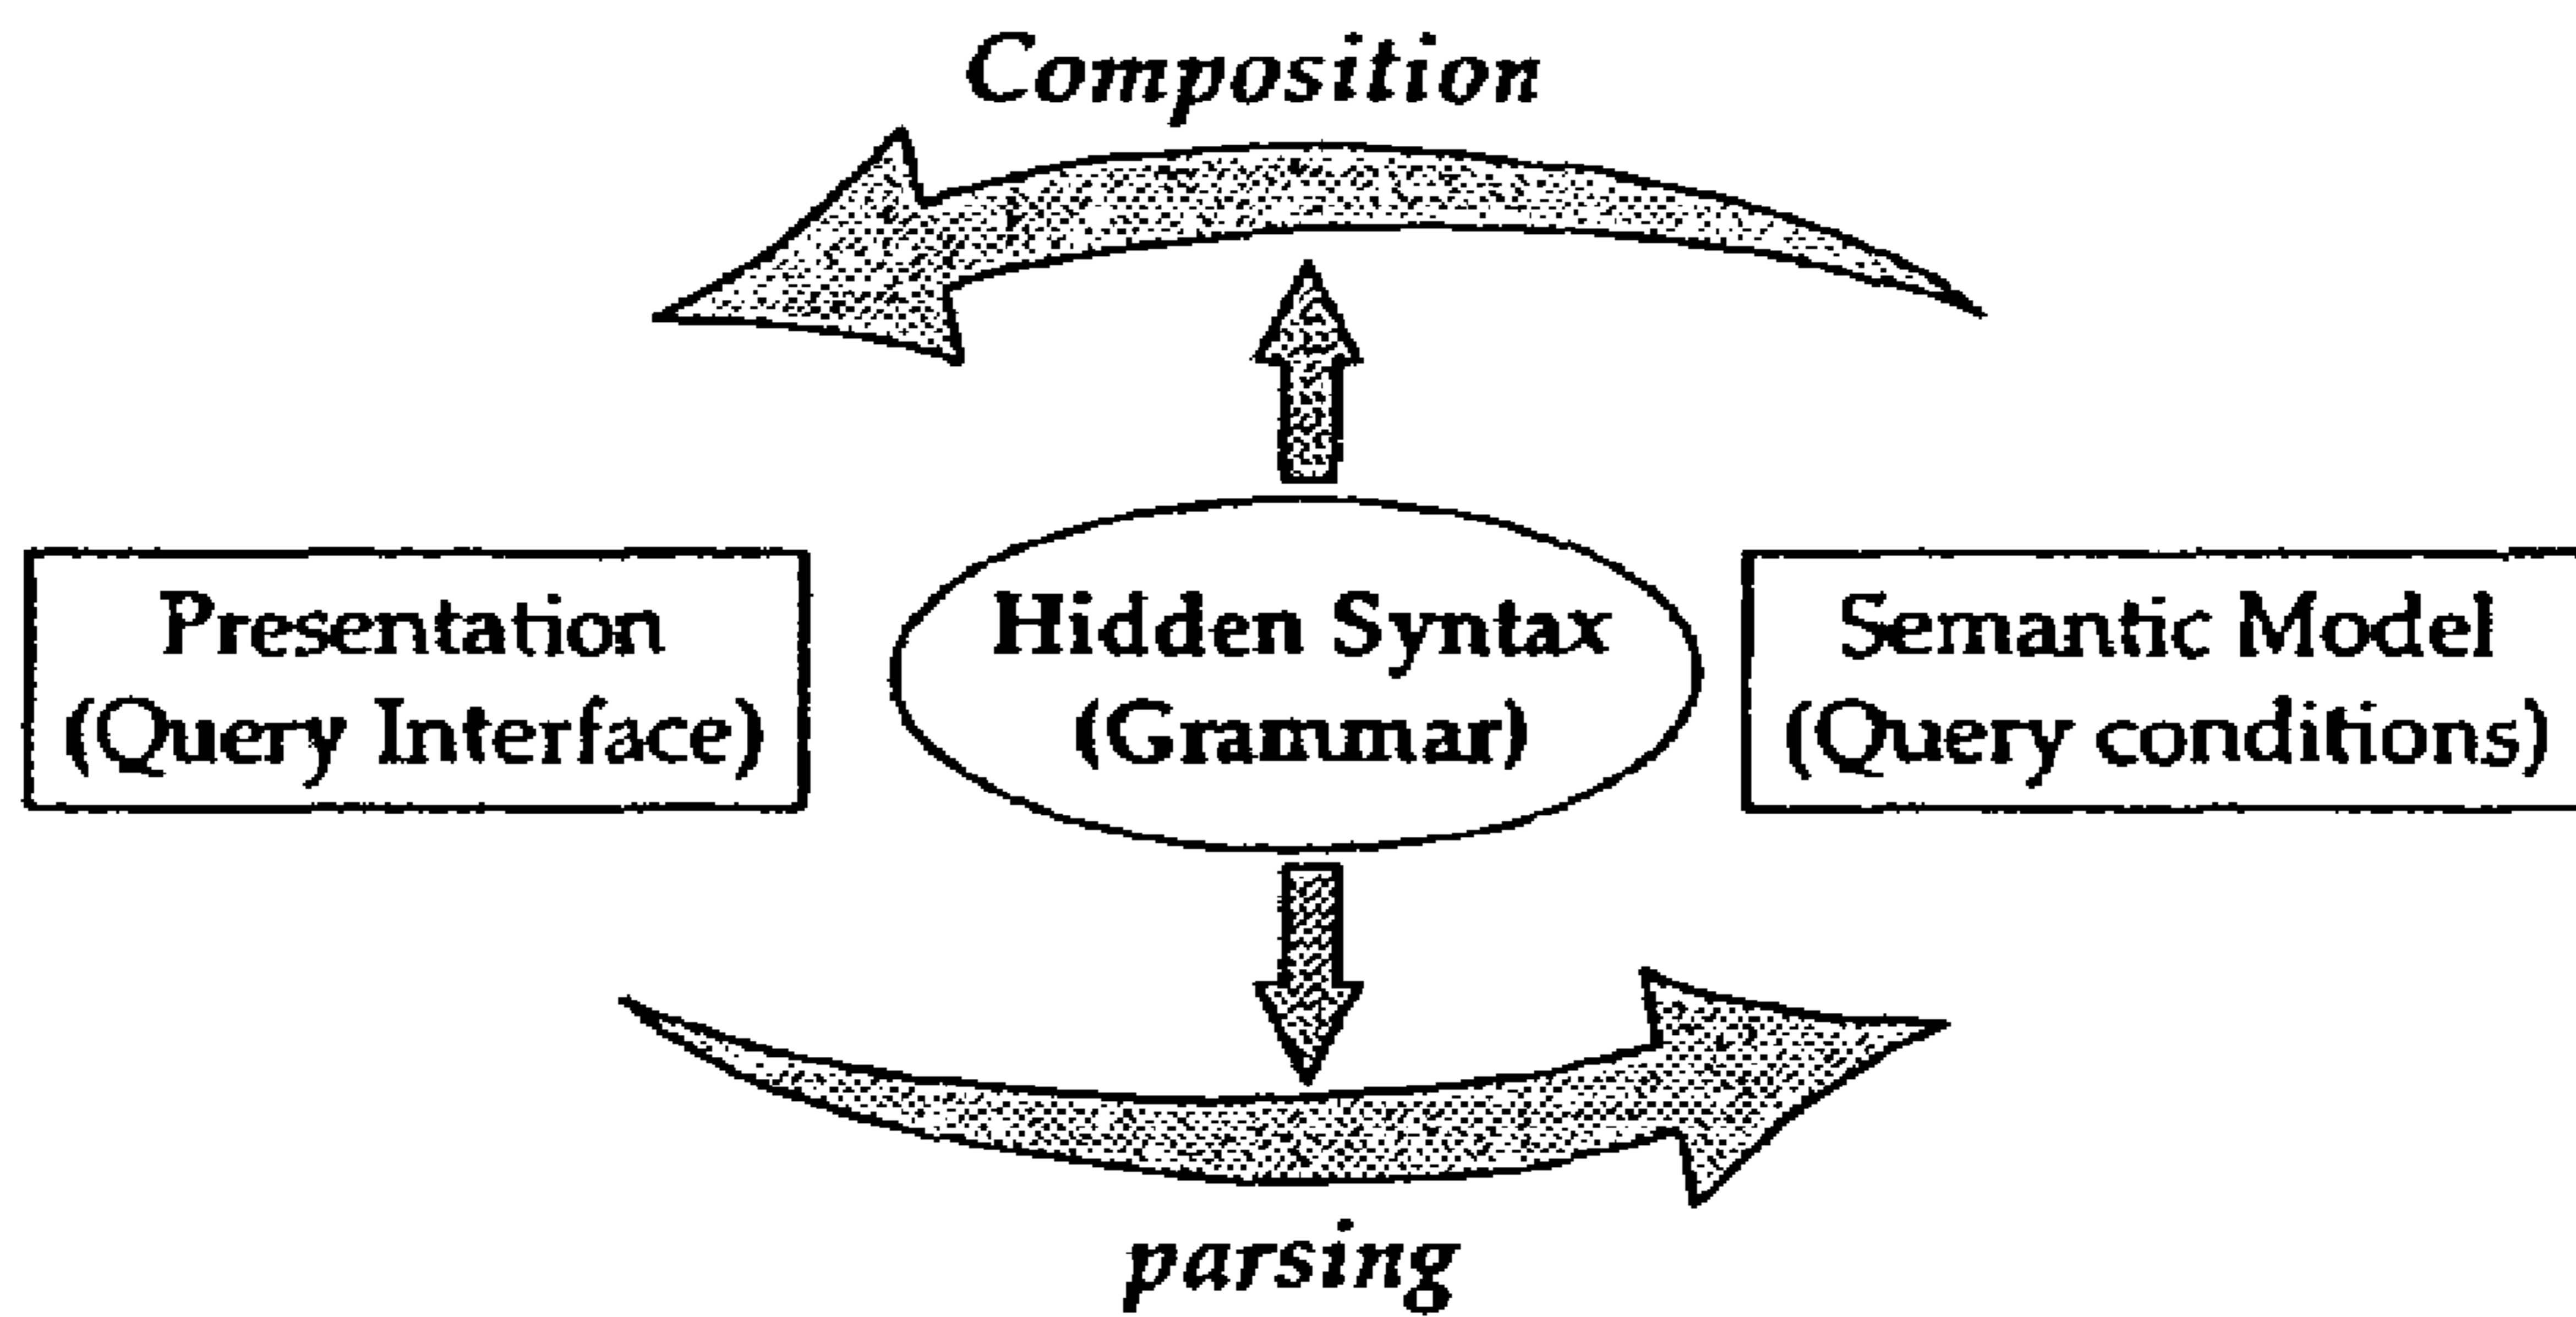 Composition
Presentation
(Query Interface)
Hidden Syntax
(Grammar)
Semantic Model
(Query conditions)
parsing